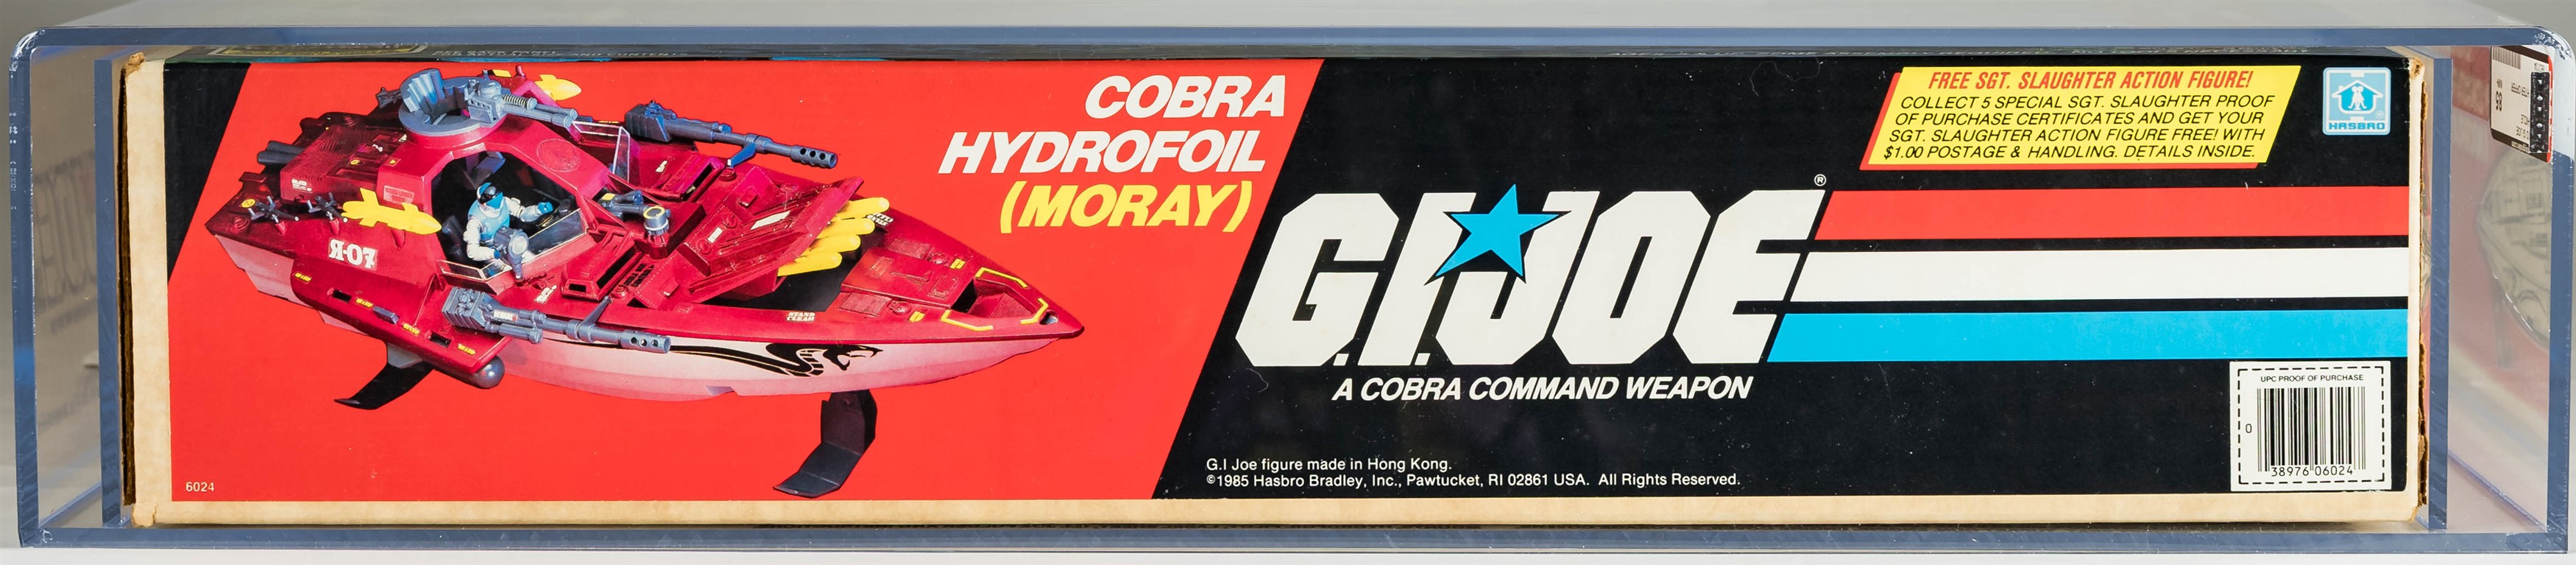 COBRA
HYDROFOIL
(MORAY)
FREE SGT. SLAUGHTER ACTION FIGURE!
COLLECT 5 SPECIAL SGT. SLAUGHTER PROOF
OF PURCHASE CERTIFICATES AND GET YOUR
SGT. SLAUGHTER ACTION FIGURE FREE! WITH
$1.00 POSTAGE & HANDLING. DETAILS INSIDE.
HASBRO
G.I. JOE
®
A COBRA COMMAND WEAPON
G.I Joe figure made in Hong Kong.
©1985 Hasbro Bradley, Inc., Pawtucket, RI 02861 USA. All Rights Reserved.
UPC PROOF OF PURCHASE
0
38976 06024
6024
STAND
CLEAR
85